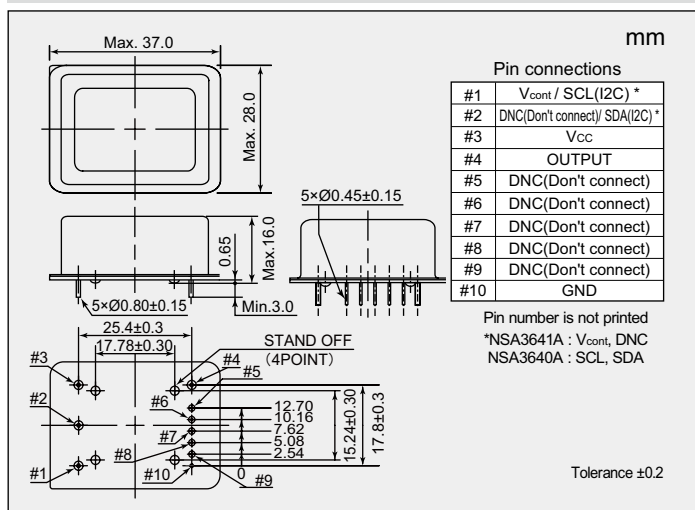 mm
Max. 37.0
Max. 28.0
Pin connections
#1 Vcont / SCL(I2C) *
#2 DNC(Don't connect)/ SDA(I2C) *
#3 Vcc
#4 OUTPUT
#5 DNC(Don't connect)
#6 DNC(Don't connect)
#7 DNC(Don't connect)
#8 DNC(Don't connect)
#9 DNC(Don't connect)
#10 GND
Pin number is not printed
*NSA3641A : Vcont, DNC
NSA3640A : SCL, SDA
5×Ø0.45±0.15
0.65
Max.16.0
5×Ø0.80±0.15
Min.3.0
25.4±0.3
17.78±0.30
STAND OFF
(4POINT)
#3
#4
#5
#2
#6
#7
#8
#1
#10
#9
12.70
10.16
7.62
5.08
2.54
0
15.24±0.30
17.8±0.3
Tolerance ±0.2